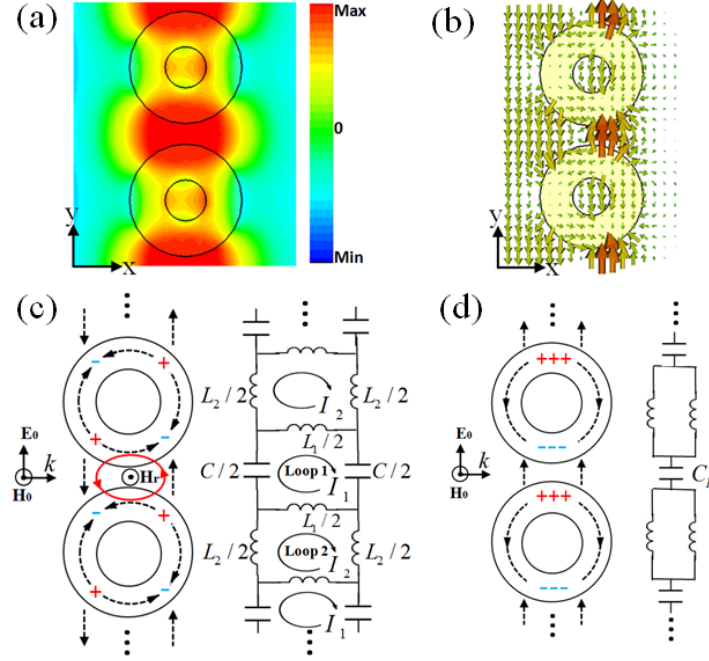 (a)
Max
0
Min
y
x
(b)
y
x
(c)
- +
+ -
E₀
k
H₀
Hr
- +
+ -
L₂/2
I₂
L₂/2
L₁/2
C/2
Loop 1
I₁
C/2
L₁/2
L₂/2
Loop 2
I₂
L₂/2
I₁
(d)
+++
---
E₀
k
H₀
+++
---